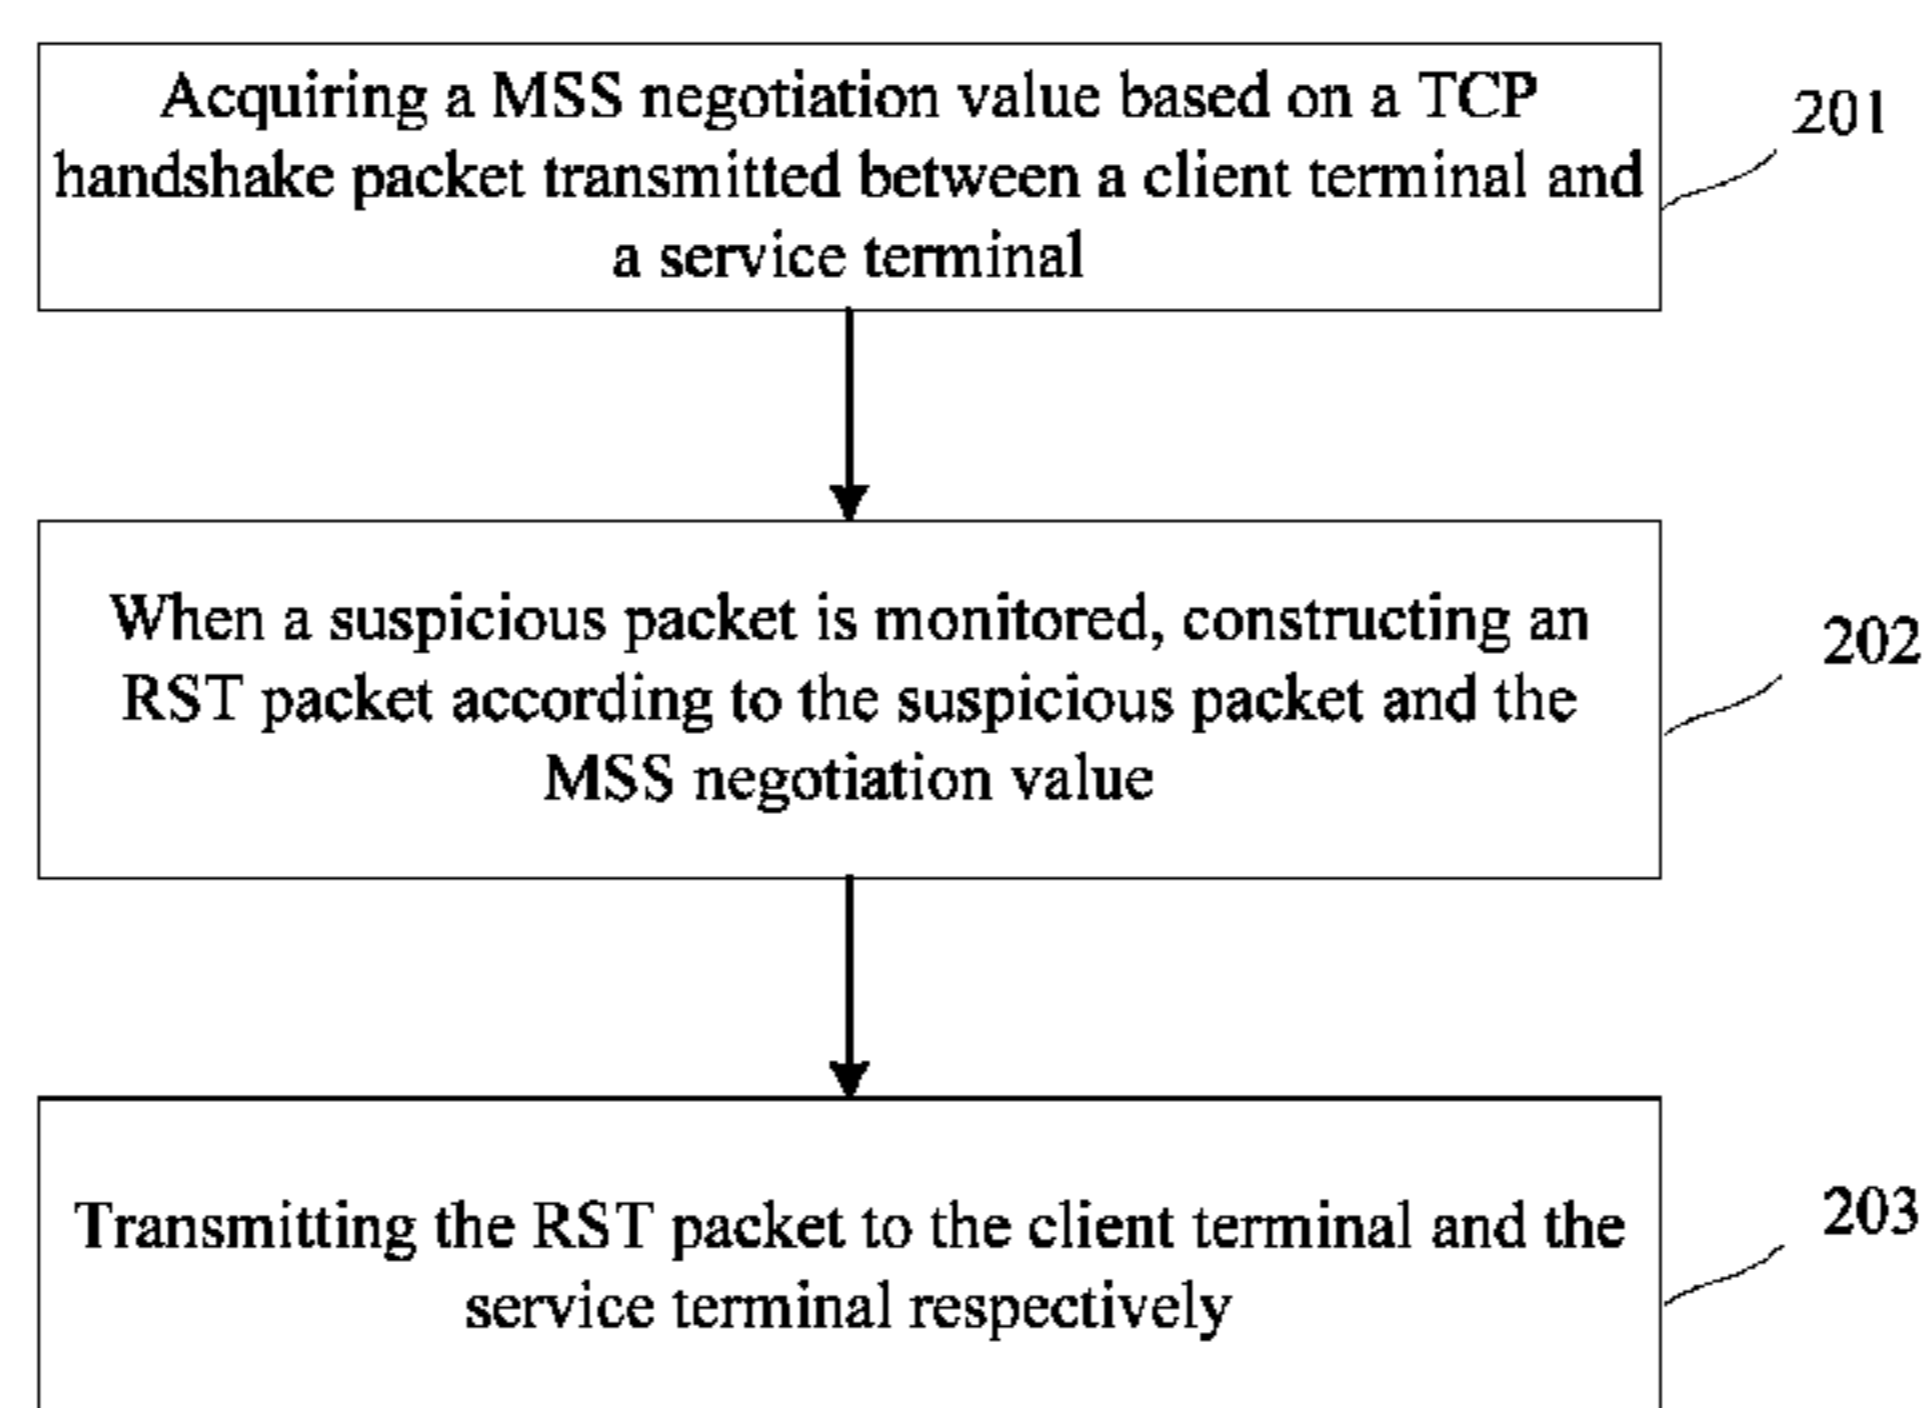 Acquiring a MSS negotiation value based on a TCP
handshake packet transmitted between a client terminal and
a service terminal
201
When a suspicious packet is monitored, constructing an
RST packet according to the suspicious packet and the
MSS negotiation value
202
Transmitting the RST packet to the client terminal and the
service terminal respectively
203